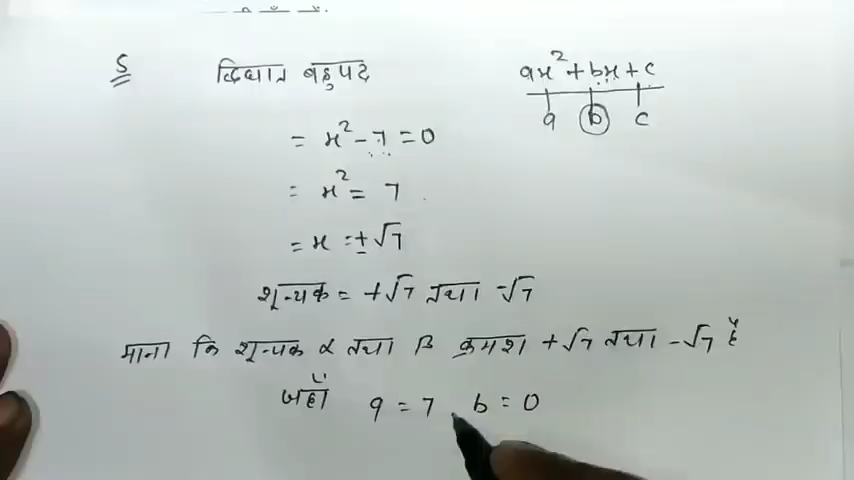 5 द्विघात बहुपद
ax² + bx + c
a b c
= x² - 7 = 0
= x² = 7
= x = ±√7
शून्यक = +√7 तथा -√7
माना कि शून्यक α तथा β क्रमश +√7 तथा -√7 है
जहाँ a = 7 b = 0